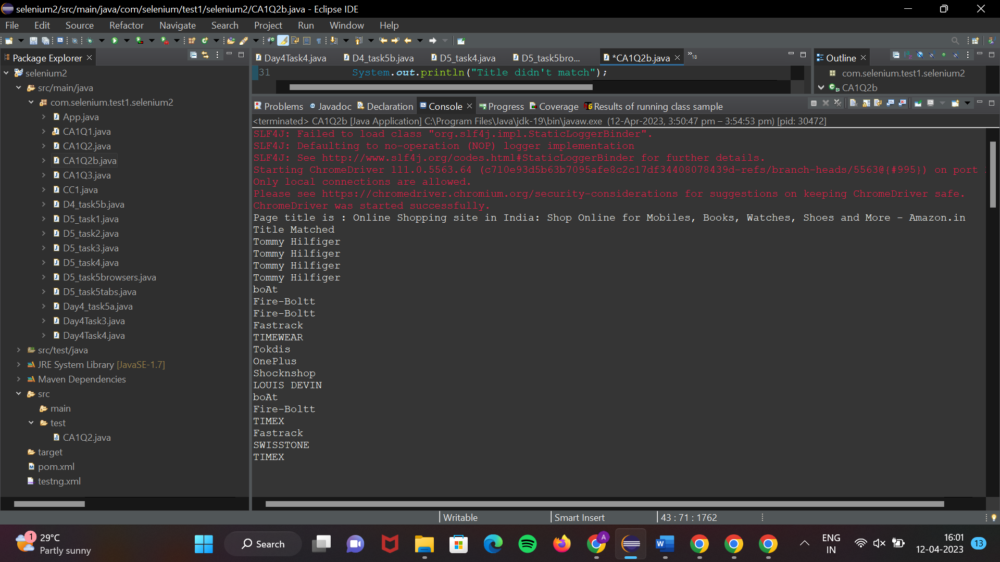 selenium2/src/main/java/com/selenium/test1/selenium2/CA1Q2b.java - Eclipse IDE
File Edit Source Refactor Navigate Search Project Run Window Help
Package Explorer
selenium2
src/main/java
com.selenium.test1.selenium2
App.java
CA1Q1.java
CA1Q2.java
CA1Q2b.java
CA1Q3.java
CC1.java
D4_task5b.java
D5_task1.java
D5_task2.java
D5_task3.java
D5_task4.java
D5_task5browsers.java
D5_task5tabs.java
Day4_task5a.java
Day4Task3.java
Day4Task4.java
src/test/java
JRE System Library [JavaSE-1.7]
Maven Dependencies
src
main
test
CA1Q2.java
target
pom.xml
testng.xml
Day4Task4.java D4_task5b.java D5_task4.java D5_task5bro... *CA1Q2b.java »18
31 System.out.println("Title didn't match");
Outline
com.selenium.test1.selenium2
CA1Q2b
Problems Javadoc Declaration Console Progress Coverage Results of running class sample
<terminated> CA1Q2b [Java Application] C:\Program Files\Java\jdk-19\bin\javaw.exe (12-Apr-2023, 3:50:47 pm – 3:54:53 pm) [pid: 30472]
SLF4J: Failed to load class "org.slf4j.impl.StaticLoggerBinder".
SLF4J: Defaulting to no-operation (NOP) logger implementation
SLF4J: See http://www.slf4j.org/codes.html#StaticLoggerBinder for further details.
Starting ChromeDriver 111.0.5563.64 (c710e93d5b63b7095afe8c2c17df34408078439d-refs/branch-heads/5563@{#995}) on port
Only local connections are allowed.
Please see https://chromedriver.chromium.org/security-considerations for suggestions on keeping ChromeDriver safe.
ChromeDriver was started successfully.
Page title is : Online Shopping site in India: Shop Online for Mobiles, Books, Watches, Shoes and More - Amazon.in
Title Matched
Tommy Hilfiger
Tommy Hilfiger
Tommy Hilfiger
Tommy Hilfiger
boAt
Fire-Boltt
Fire-Boltt
Fastrack
TIMEWEAR
Tokdis
OnePlus
Shocknshop
LOUIS DEVIN
boAt
Fire-Boltt
TIMEX
Fastrack
SWISSTONE
TIMEX
Writable Smart Insert 43 : 71 : 1762
1 29°C
Partly sunny
Search
A
ENG
IN
16:01
12-04-2023
13